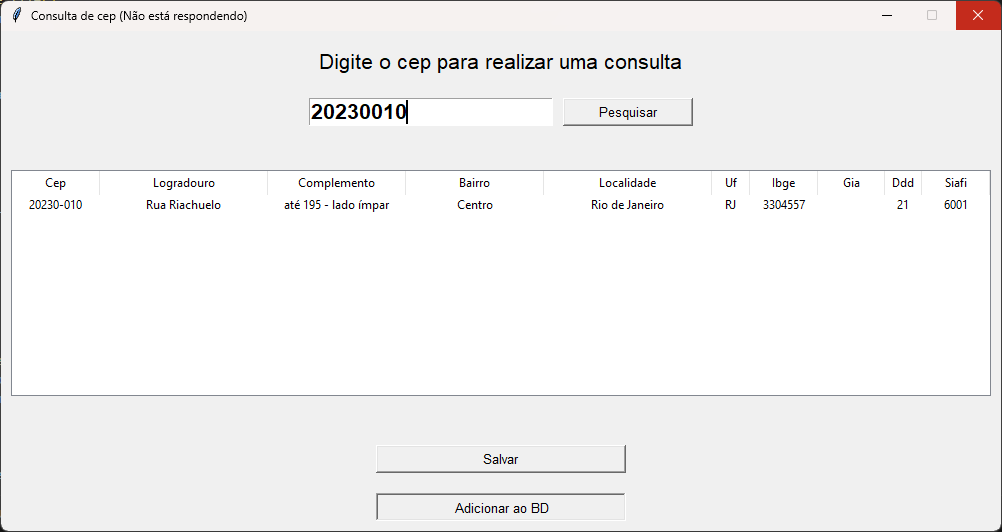 Consulta de cep (Não está respondendo)
Digite o cep para realizar uma consulta
20230010 Pesquisar
Cep Logradouro Complemento Bairro Localidade Uf Ibge Gia Ddd Siafi
20230-010 Rua Riachuelo até 195 - lado ímpar Centro Rio de Janeiro RJ 3304557 21 6001
Salvar
Adicionar ao BD